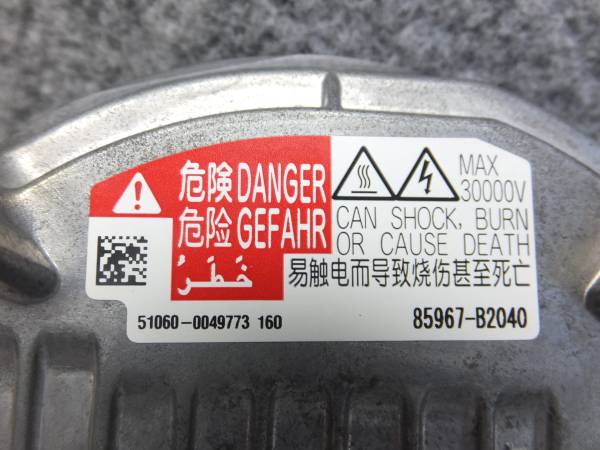 危険 DANGER
危险 GEFAHR
خَطَرُ
MAX
30000V
CAN SHOCK, BURN
OR CAUSE DEATH
易触电而导致烧伤甚至死亡
51060-0049773 160
85967-B2040